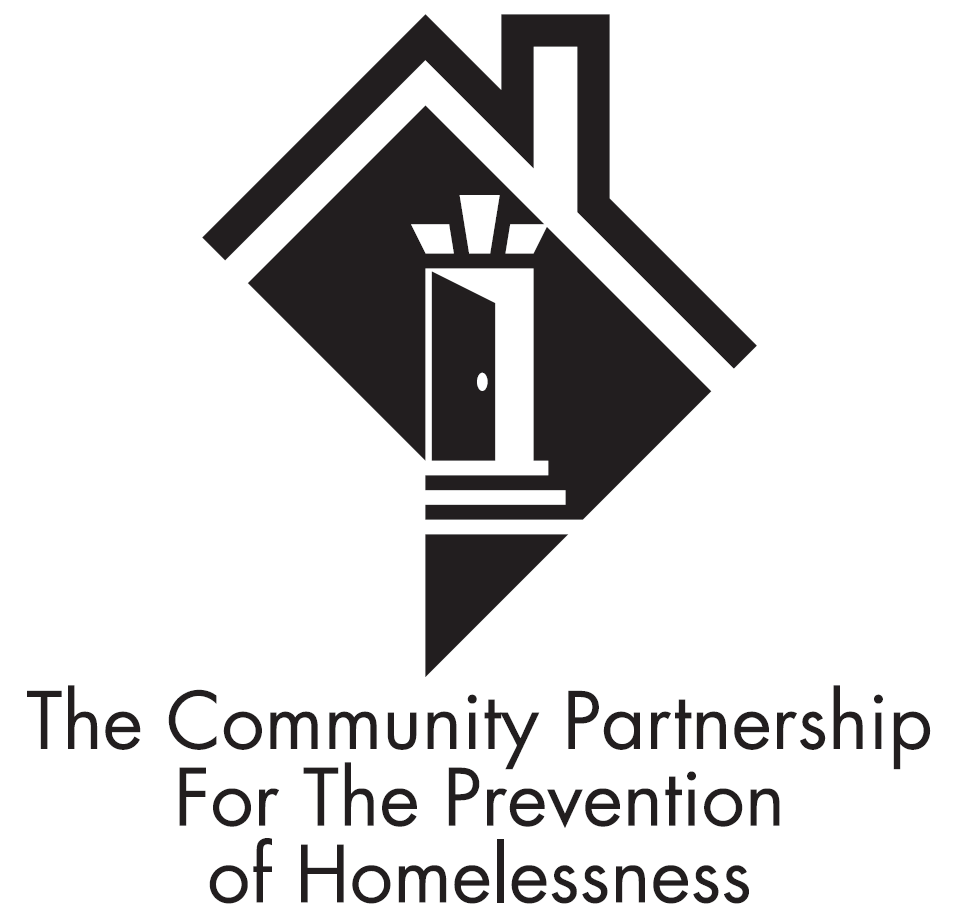 The Community Partnership
For The Prevention
of Homelessness